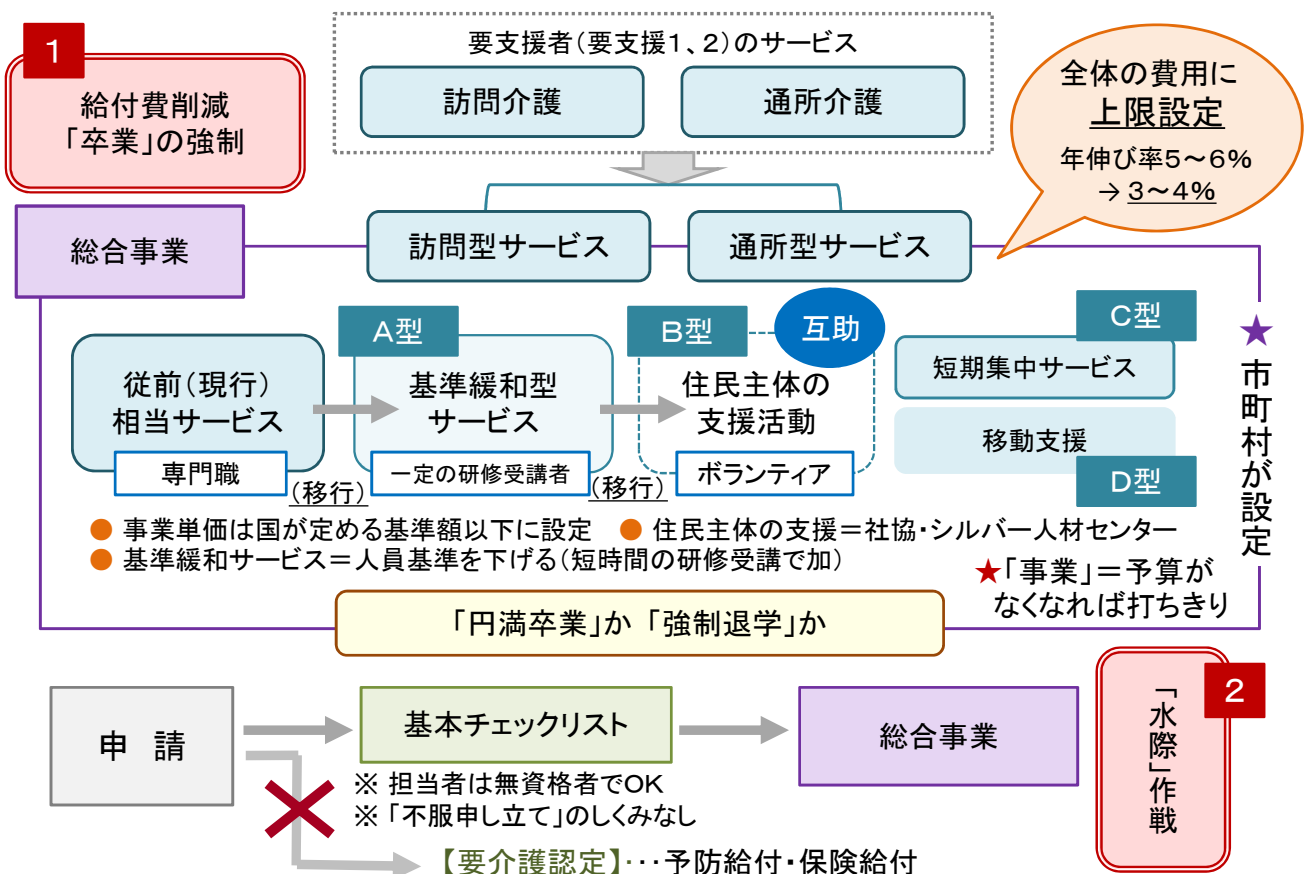 1
給付費削減
「卒業」の強制
要支援者（要支援1、2）のサービス
訪問介護
通所介護
全体の費用に
上限設定
年伸び率5～6%
→ 3～4%
総合事業
訪問型サービス
通所型サービス
従前（現行）
相当サービス
専門職
（移行）
A型
基準緩和型
サービス
一定の研修受講者
（移行）
B型
互助
住民主体の
支援活動
ボランティア
C型
短期集中サービス
移動支援
D型
★市町村が設定
● 事業単価は国が定める基準額以下に設定
● 住民主体の支援＝社協・シルバー人材センター
● 基準緩和サービス＝人員基準を下げる（短時間の研修受講で加）
★「事業」＝予算が
なくなれば打ちきり
「円満卒業」か 「強制退学」か
2
「水際」作戦
申 請
基本チェックリスト
総合事業
※ 担当者は無資格者でOK
※ 「不服申し立て」のしくみなし
【要介護認定】･･･予防給付・保険給付